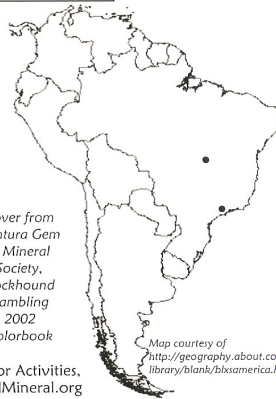 over from
ntura Gem
Mineral
ociety,
ockhound
ambling
2002
olorbook
or Activities,
lMineral.org
Map courtesy of
http://geography.about.co
library/blank/blxsamerica.h